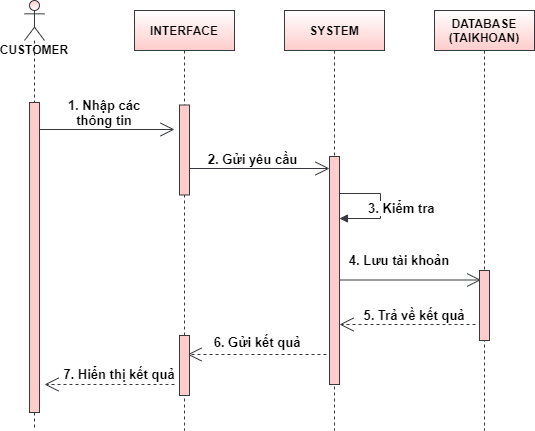 CUSTOMER
INTERFACE
SYSTEM
DATABASE
(TAIKHOAN)
1. Nhập các
thông tin
2. Gửi yêu cầu
3. Kiểm tra
4. Lưu tài khoản
5. Trả về kết quả
6. Gửi kết quả
7. Hiển thị kết quả